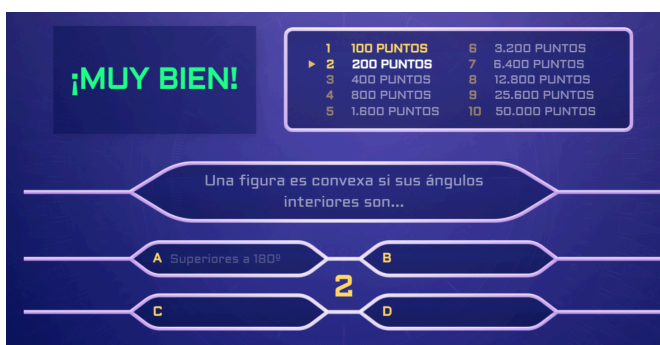 ¡MUY BIEN!
1 100 PUNTOS
2 200 PUNTOS
3 400 PUNTOS
4 800 PUNTOS
5 1.600 PUNTOS
6 3.200 PUNTOS
7 6.400 PUNTOS
8 12.800 PUNTOS
9 25.600 PUNTOS
10 50.000 PUNTOS
Una figura es convexa si sus ángulos
interiores son...
A Superiores a 180º
B
2
C
D